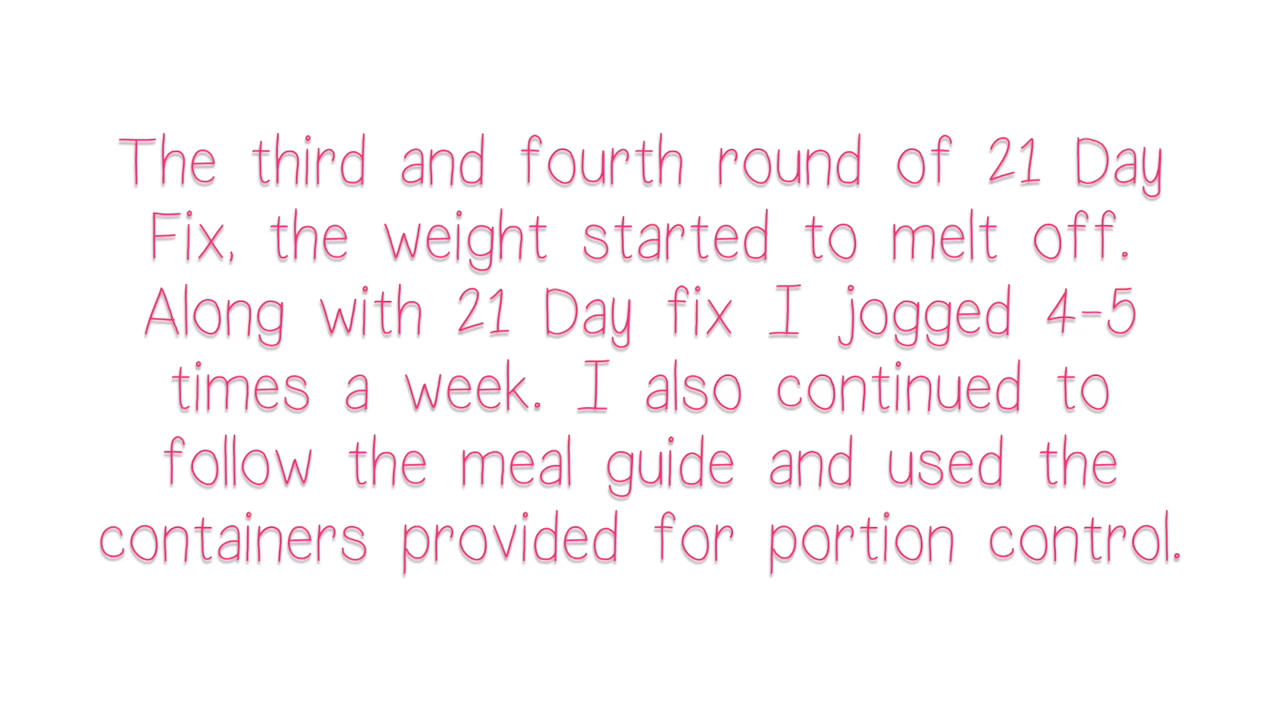 The third and fourth round of 21 Day
Fix, the weight started to melt off.
Along with 21 Day fix I jogged 4-5
times a week. I also continued to
follow the meal guide and used the
containers provided for portion control.